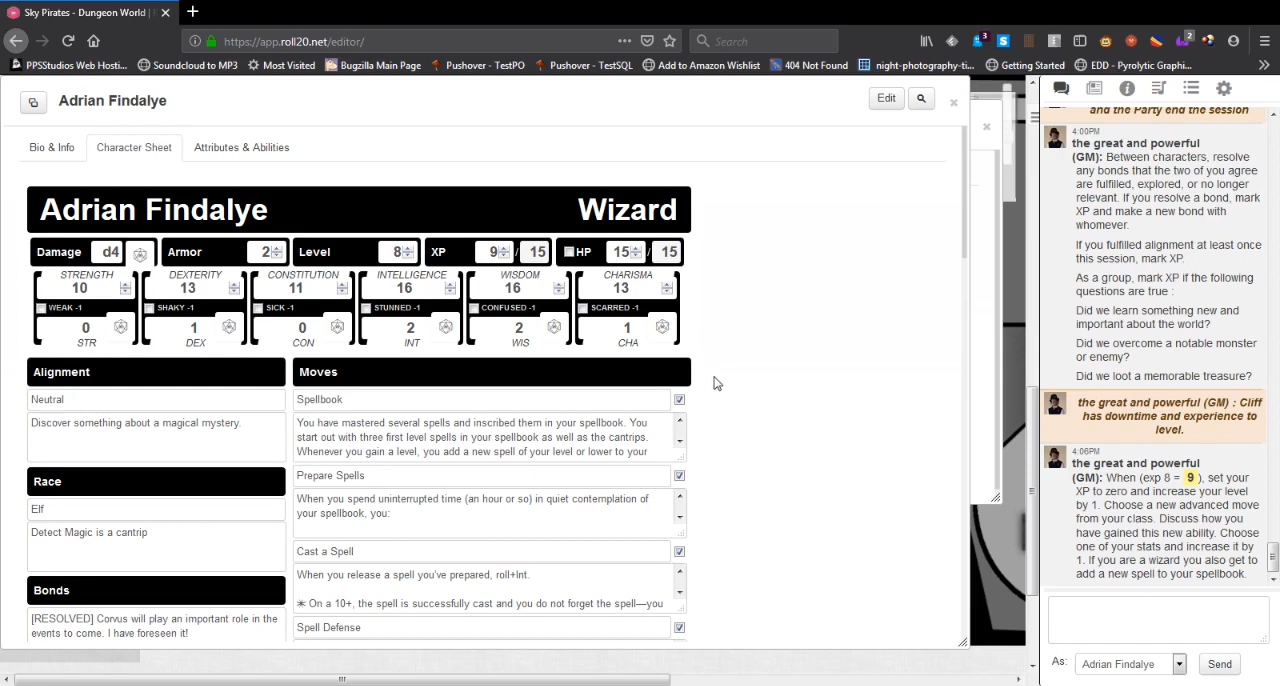 Sky Pirates - Dungeon World |
https://app.roll20.net/editor/
Search
3
2
PPSStudios Web Hosti...
Soundcloud to MP3
Most Visited
Bugzilla Main Page
Pushover - TestPO
Pushover - TestSQL
Add to Amazon Wishlist
404 Not Found
night-photography-ti...
Getting Started
EDD - Pyrolytic Graphi...
Adrian Findalye
Edit
Bio & Info
Character Sheet
Attributes & Abilities
Adrian Findalye
Wizard
Damage d4
Armor 2
Level 8
XP 9 / 15
HP 15 / 15
STRENGTH
DEXTERITY
CONSTITUTION
INTELLIGENCE
WISDOM
CHARISMA
10
13
11
16
16
13
WEAK -1
SHAKY -1
SICK -1
STUNNED -1
CONFUSED -1
SCARRED -1
0
1
0
2
2
1
STR
DEX
CON
INT
WIS
CHA
Alignment
Neutral
Discover something about a magical mystery.
Race
Elf
Detect Magic is a cantrip
Bonds
[RESOLVED] Corvus will play an important role in the
events to come. I have foreseen it!
Moves
Spellbook
You have mastered several spells and inscribed them in your spellbook. You
start out with three first level spells in your spellbook as well as the cantrips.
Whenever you gain a level, you add a new spell of your level or lower to your
Prepare Spells
When you spend uninterrupted time (an hour or so) in quiet contemplation of
your spellbook, you:
Cast a Spell
When you release a spell you've prepared, roll+Int.
✴ On a 10+, the spell is successfully cast and you do not forget the spell—you
Spell Defense
and the Party end the session
4:00PM
the great and powerful
(GM): Between characters, resolve
any bonds that the two of you agree
are fulfilled, explored, or no longer
relevant. If you resolve a bond, mark
XP and make a new bond with
whomever.
If you fulfilled alignment at least once
this session, mark XP.
As a group, mark XP if the following
questions are true :
Did we learn something new and
important about the world?
Did we overcome a notable monster
or enemy?
Did we loot a memorable treasure?
the great and powerful (GM) : Cliff
has downtime and experience to
level.
4:06PM
the great and powerful
(GM): When (exp 8 = 9 ), set your
XP to zero and increase your level
by 1. Choose a new advanced move
from your class. Discuss how you
have gained this new ability. Choose
one of your stats and increase it by
1. If you are a wizard you also get to
add a new spell to your spellbook.
As:
Adrian Findalye
Send